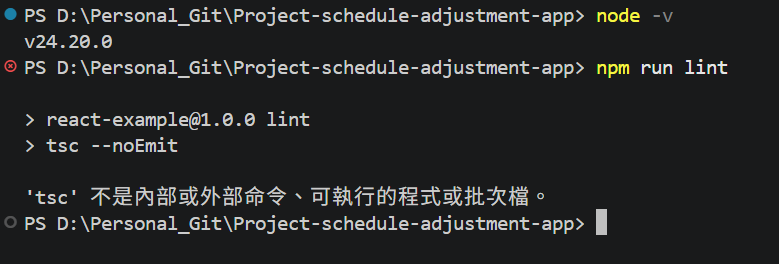 PS D:\Personal_Git\Project-schedule-adjustment-app> node -v
v24.20.0
PS D:\Personal_Git\Project-schedule-adjustment-app> npm run lint
> react-example@1.0.0 lint
> tsc --noEmit
'tsc' 不是內部或外部命令、可執行的程式或批次檔。
PS D:\Personal_Git\Project-schedule-adjustment-app>